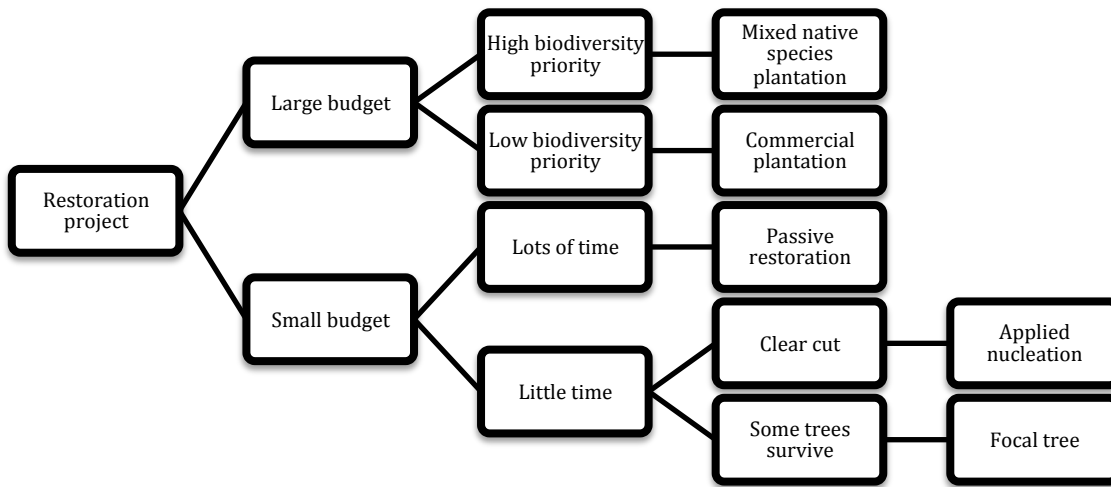 Restoration
project
Large budget
Small budget
High biodiversity
priority
Low biodiversity
priority
Lots of time
Little time
Mixed native
species
plantation
Commercial
plantation
Passive
restoration
Clear cut
Some trees
survive
Applied
nucleation
Focal tree